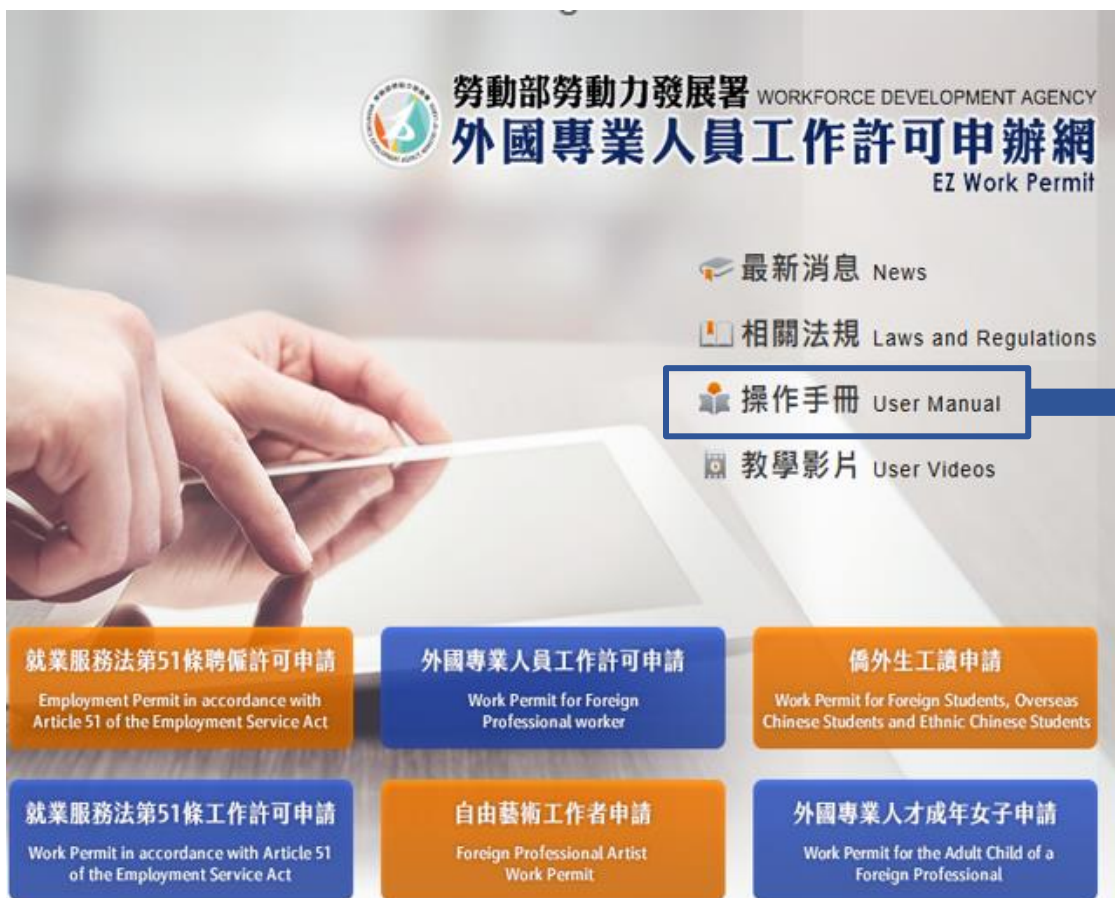 勞動部勞動力發展署 WORKFORCE DEVELOPMENT AGENCY
外國專業人員工作許可申辦網
EZ Work Permit
最新消息 News
相關法規 Laws and Regulations
操作手冊 User Manual
教學影片 User Videos
就業服務法第51條聘僱許可申請
Employment Permit in accordance with
Article 51 of the Employment Service Act
外國專業人員工作許可申請
Work Permit for Foreign
Professional worker
僑外生工讀申請
Work Permit for Foreign Students, Overseas
Chinese Students and Ethnic Chinese Students
就業服務法第51條工作許可申請
Work Permit in accordance with Article 51
of the Employment Service Act
自由藝術工作者申請
Foreign Professional Artist
Work Permit
外國專業人才成年女子申請
Work Permit for the Adult Child of a
Foreign Professional